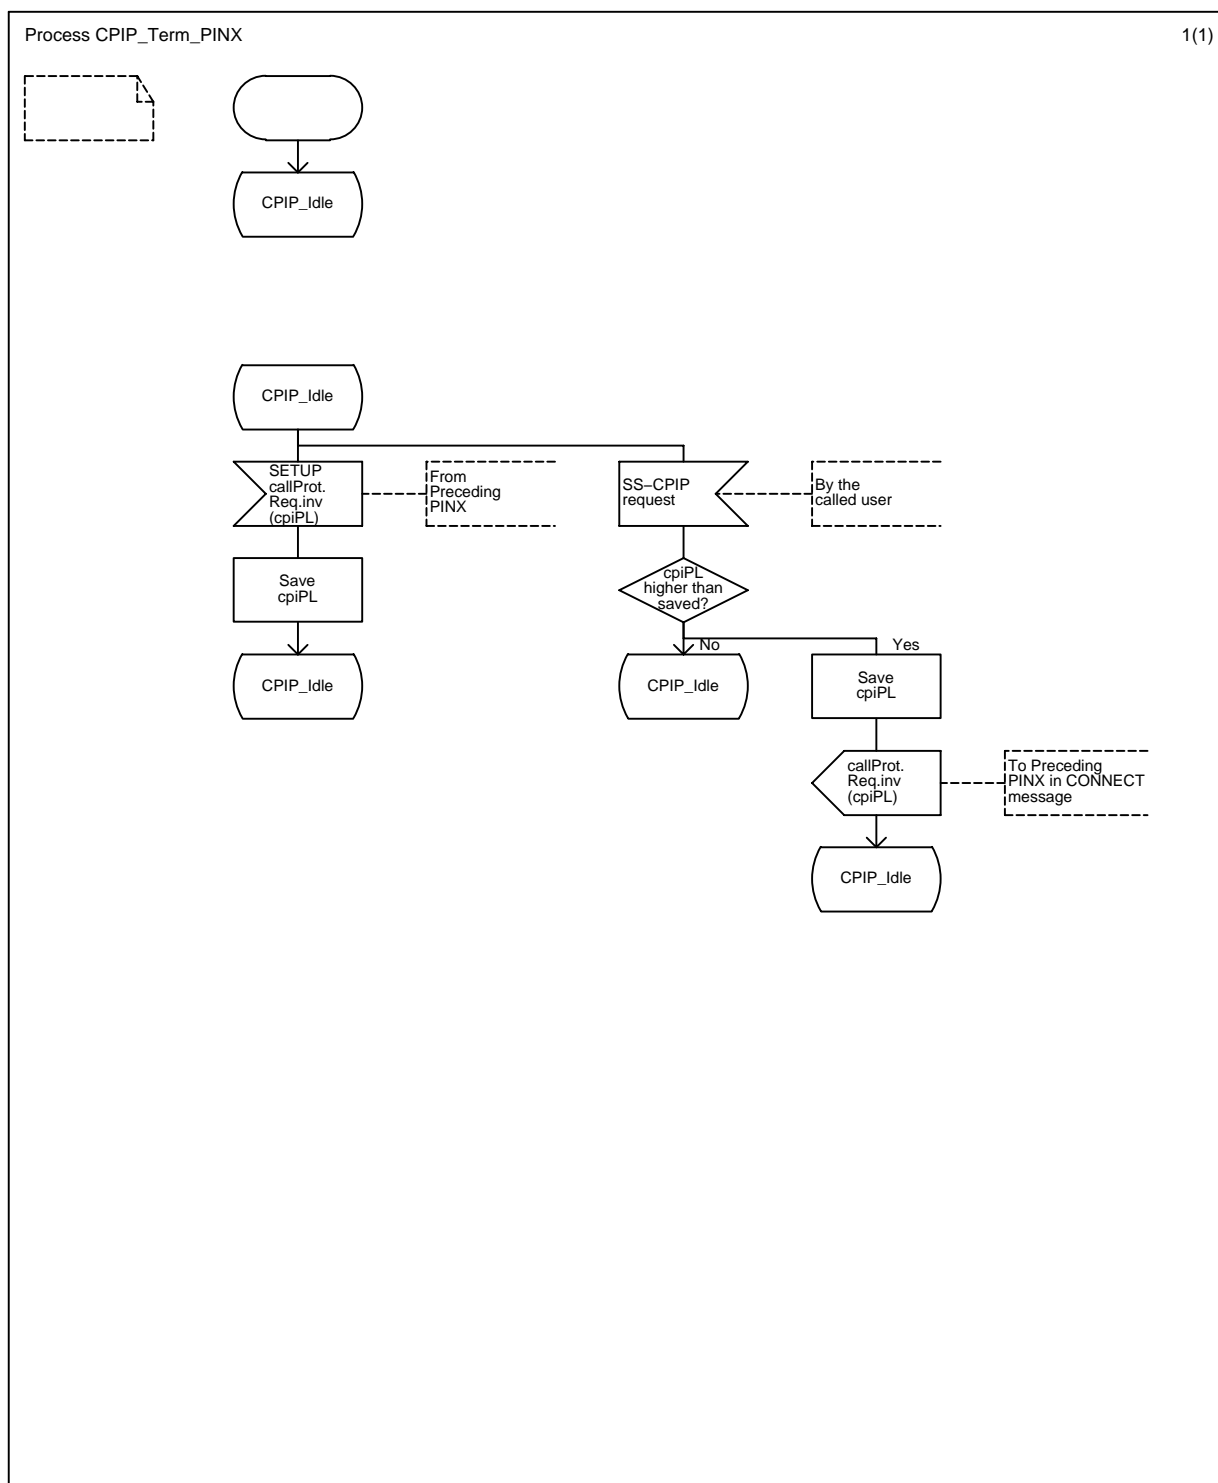 Process CPIP_Term_PINX
1(1)
CPIP_Idle
CPIP_Idle
SETUP
callProt.
Req.inv
(cpiPL)
From
Preceding
PINX
SS−CPIP
request
By the
called user
Save
cpiPL
cpiPL
higher than
saved?
No
Yes
CPIP_Idle
CPIP_Idle
Save
cpiPL
callProt.
Req.inv
(cpiPL)
To Preceding
PINX in CONNECT
message
CPIP_Idle